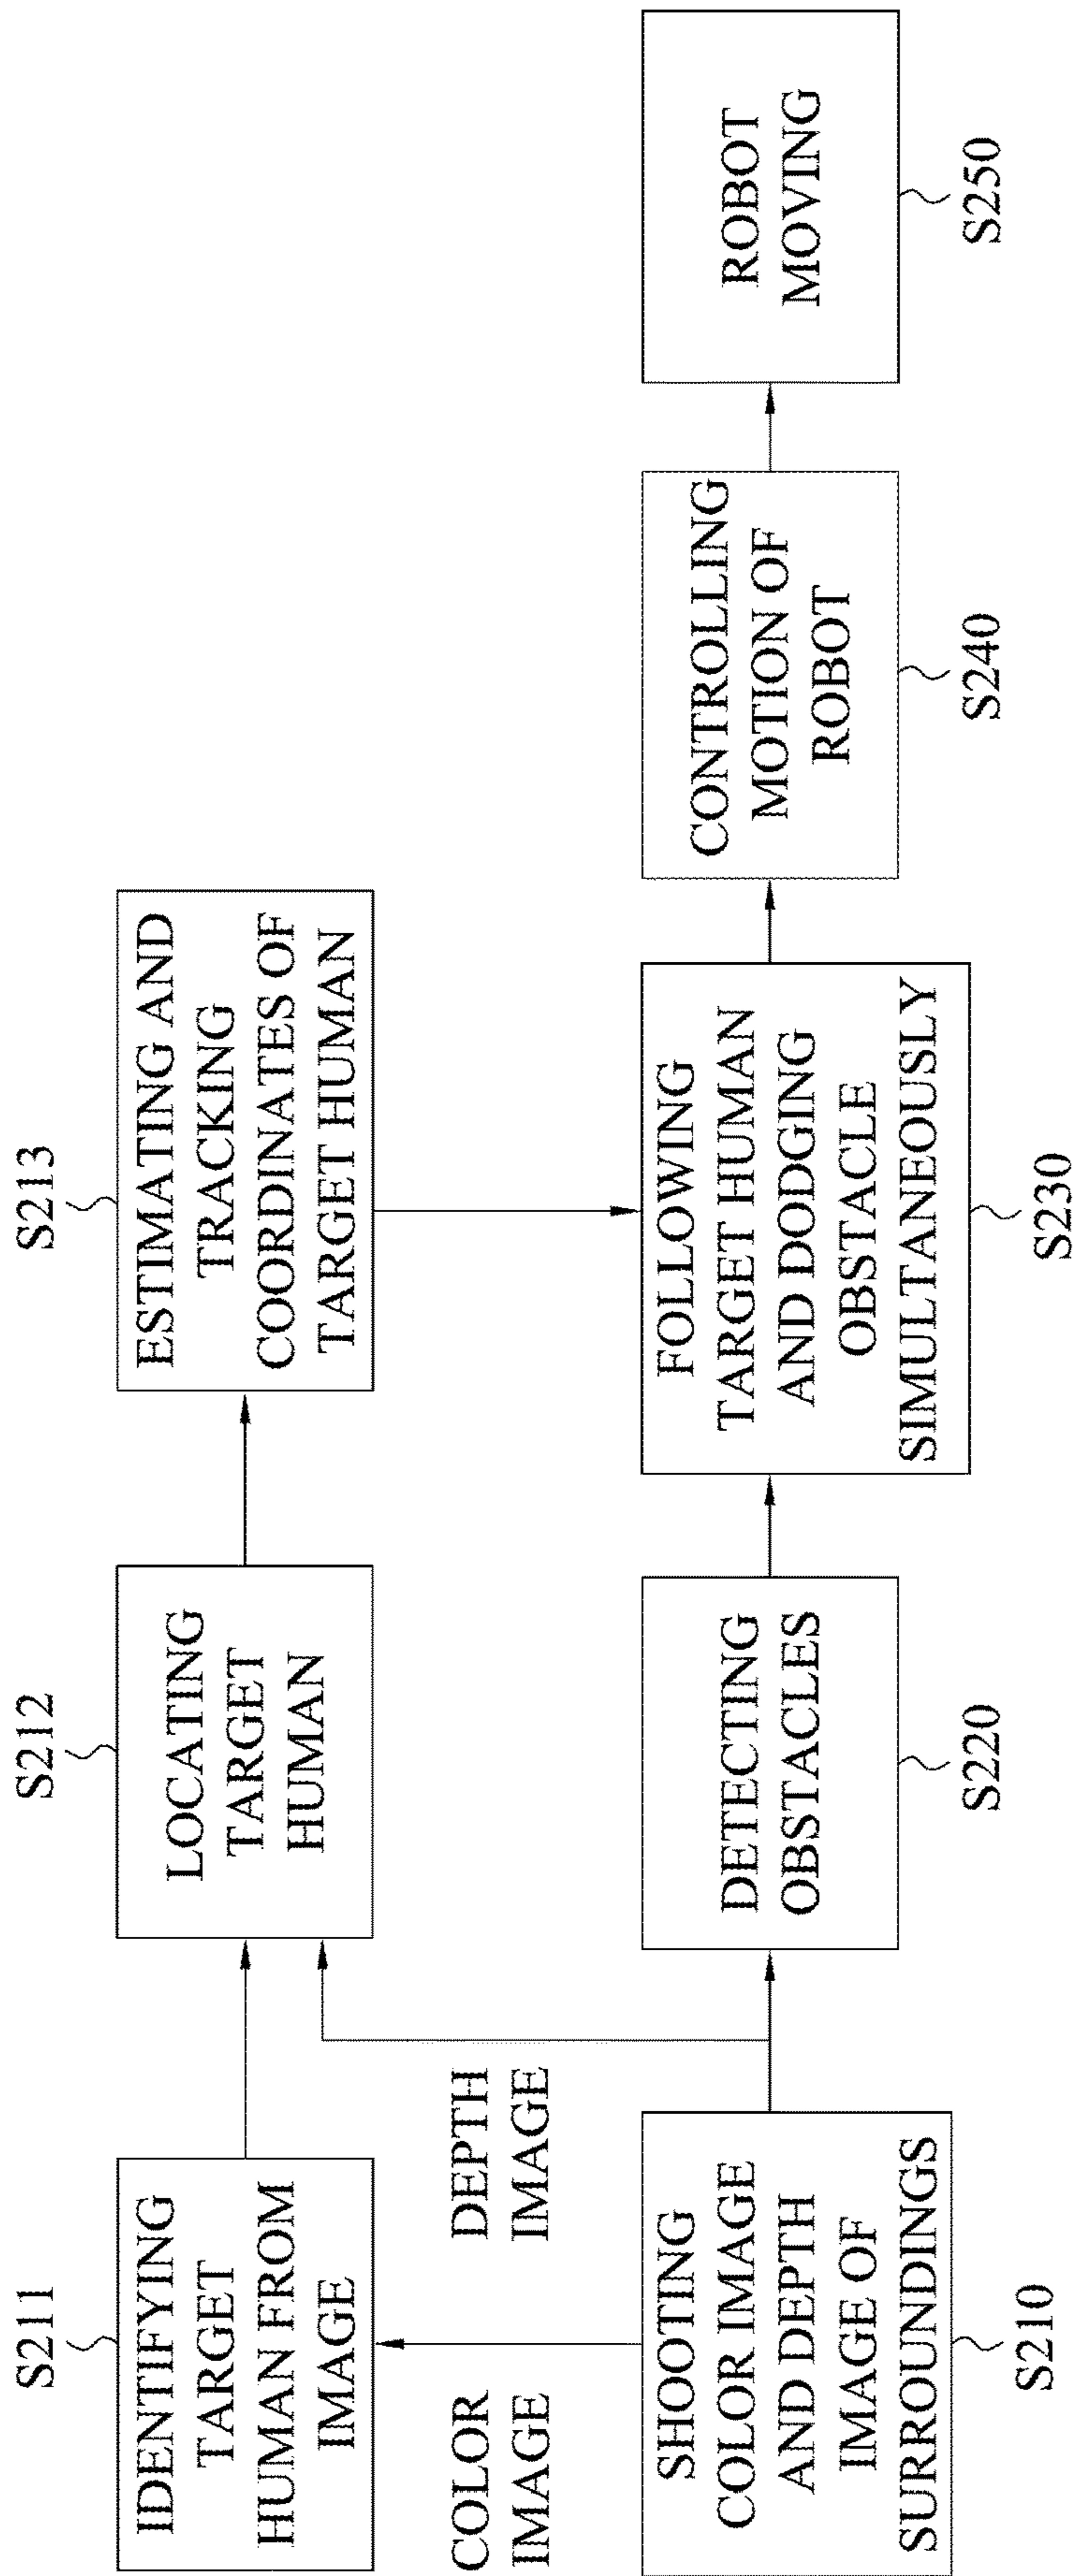 S211
IDENTIFYING
TARGET
HUMAN FROM
IMAGE
S212
LOCATING
TARGET
HUMAN
S213
ESTIMATING AND
TRACKING
COORDINATES OF
TARGET HUMAN
COLOR
IMAGE
DEPTH
IMAGE
SHOOTING
COLOR IMAGE
AND DEPTH
IMAGE OF
SURROUNDINGS
S210
DETECTING
OBSTACLES
S220
FOLLOWING
TARGET HUMAN
AND DODGING
OBSTACLE
SIMULTANEOUSLY
S230
CONTROLLING
MOTION OF
ROBOT
S240
ROBOT
MOVING
S250